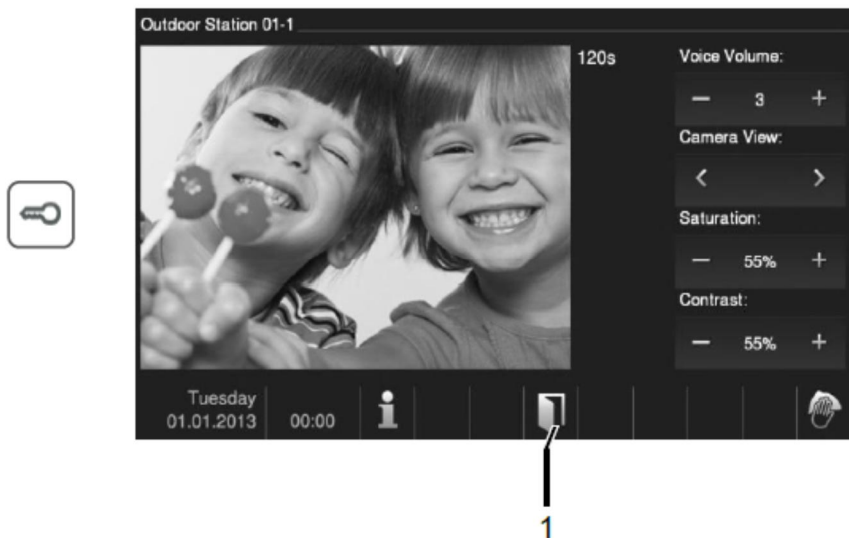 Outdoor Station 01-1
120s
Voice Volume:
— 3 +
Camera View:
< >
Saturation:
— 55% +
Contrast:
— 55% +
Tuesday
01.01.2013
00:00
i
1